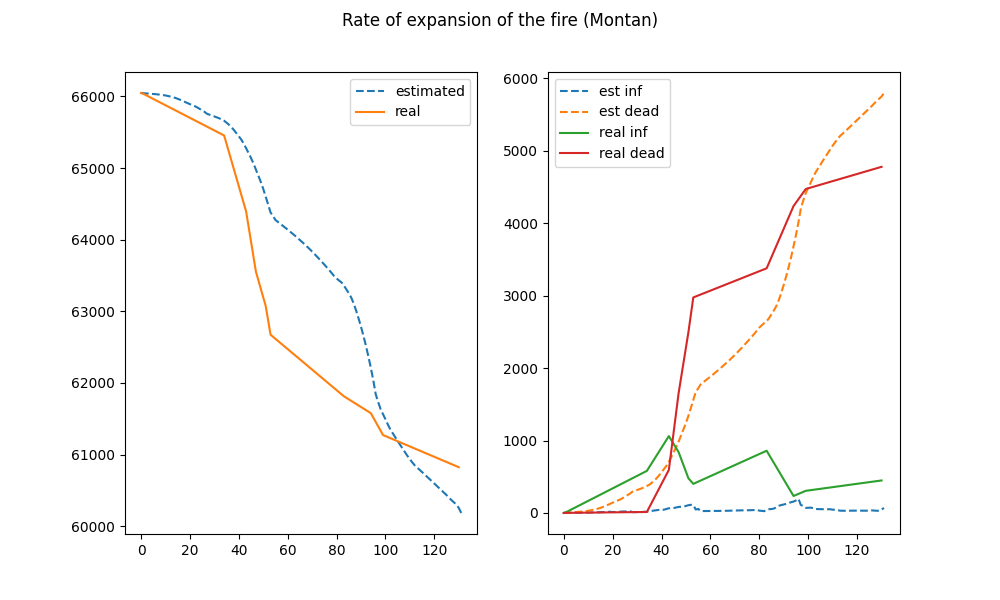 Rate of expansion of the fire (Montan)
66000
65000
64000
63000
62000
61000
60000
0 20 40 60 80 100 120
estimated
real
6000
5000
4000
3000
2000
1000
0
0 20 40 60 80 100 120
est inf
est dead
real inf
real dead